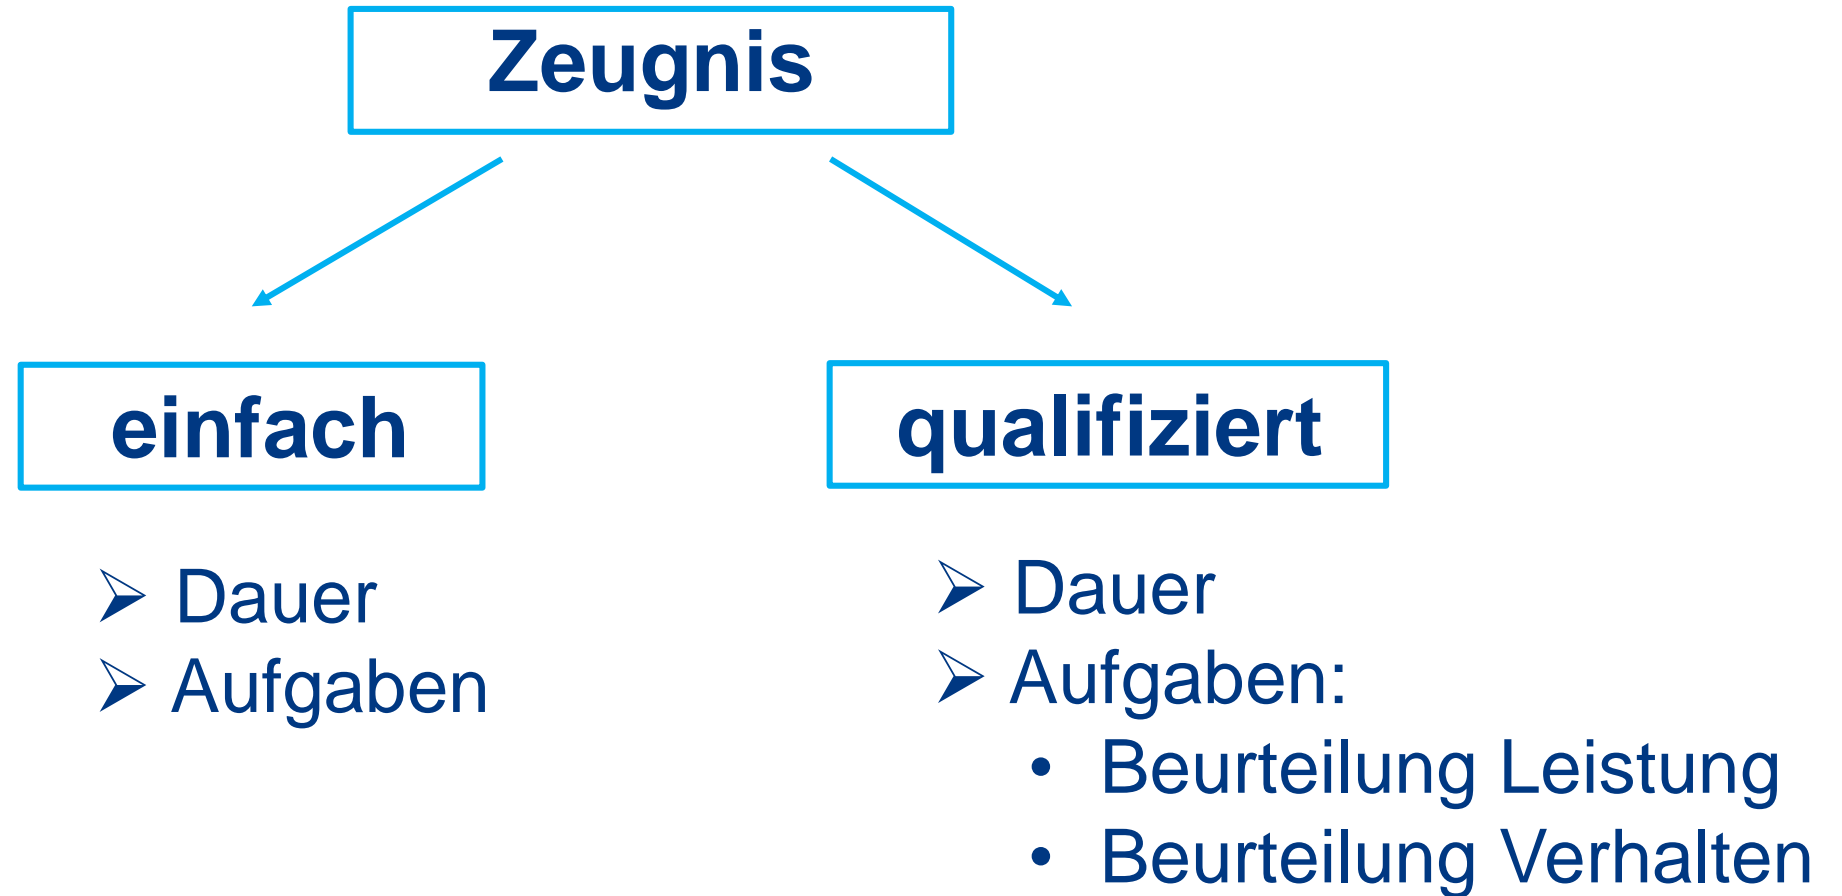 Zeugnis
einfach
➢ Dauer
➢ Aufgaben
qualifiziert
➢ Dauer
➢ Aufgaben:
• Beurteilung Leistung
• Beurteilung Verhalten